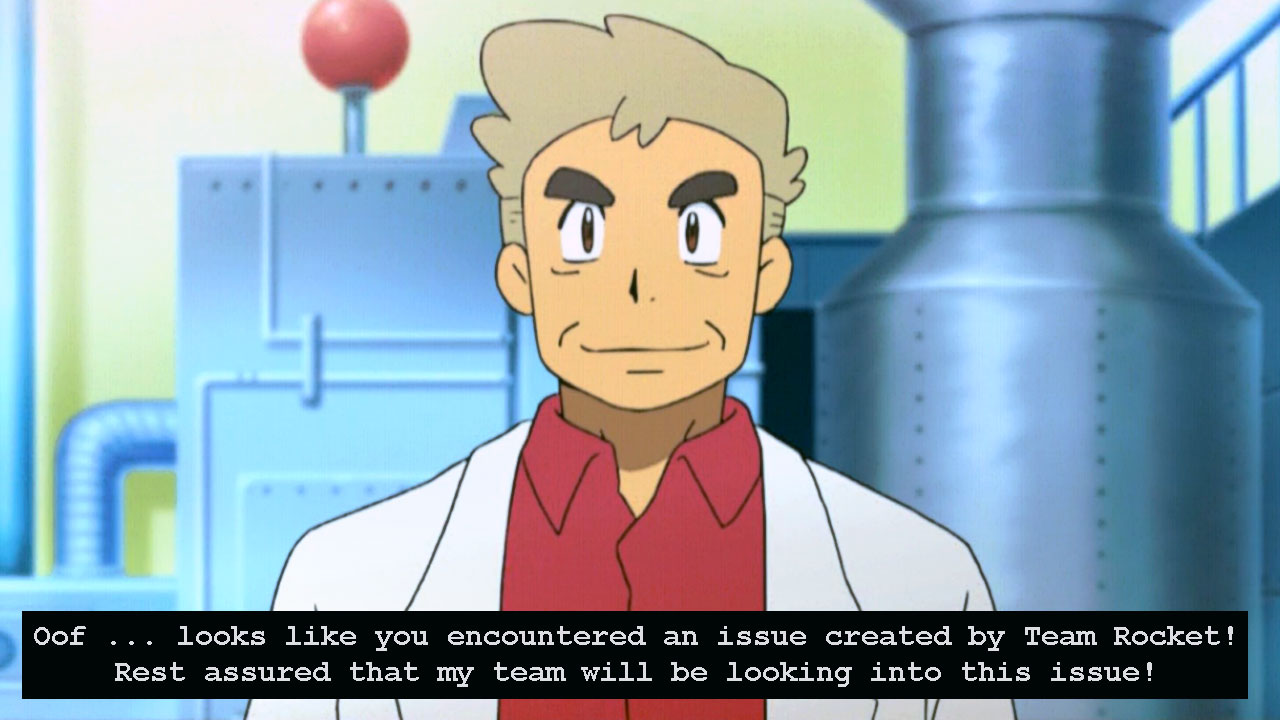 Oof ... looks like you encountered an issue created by Team Rocket!
Rest assured that my team will be looking into this issue!